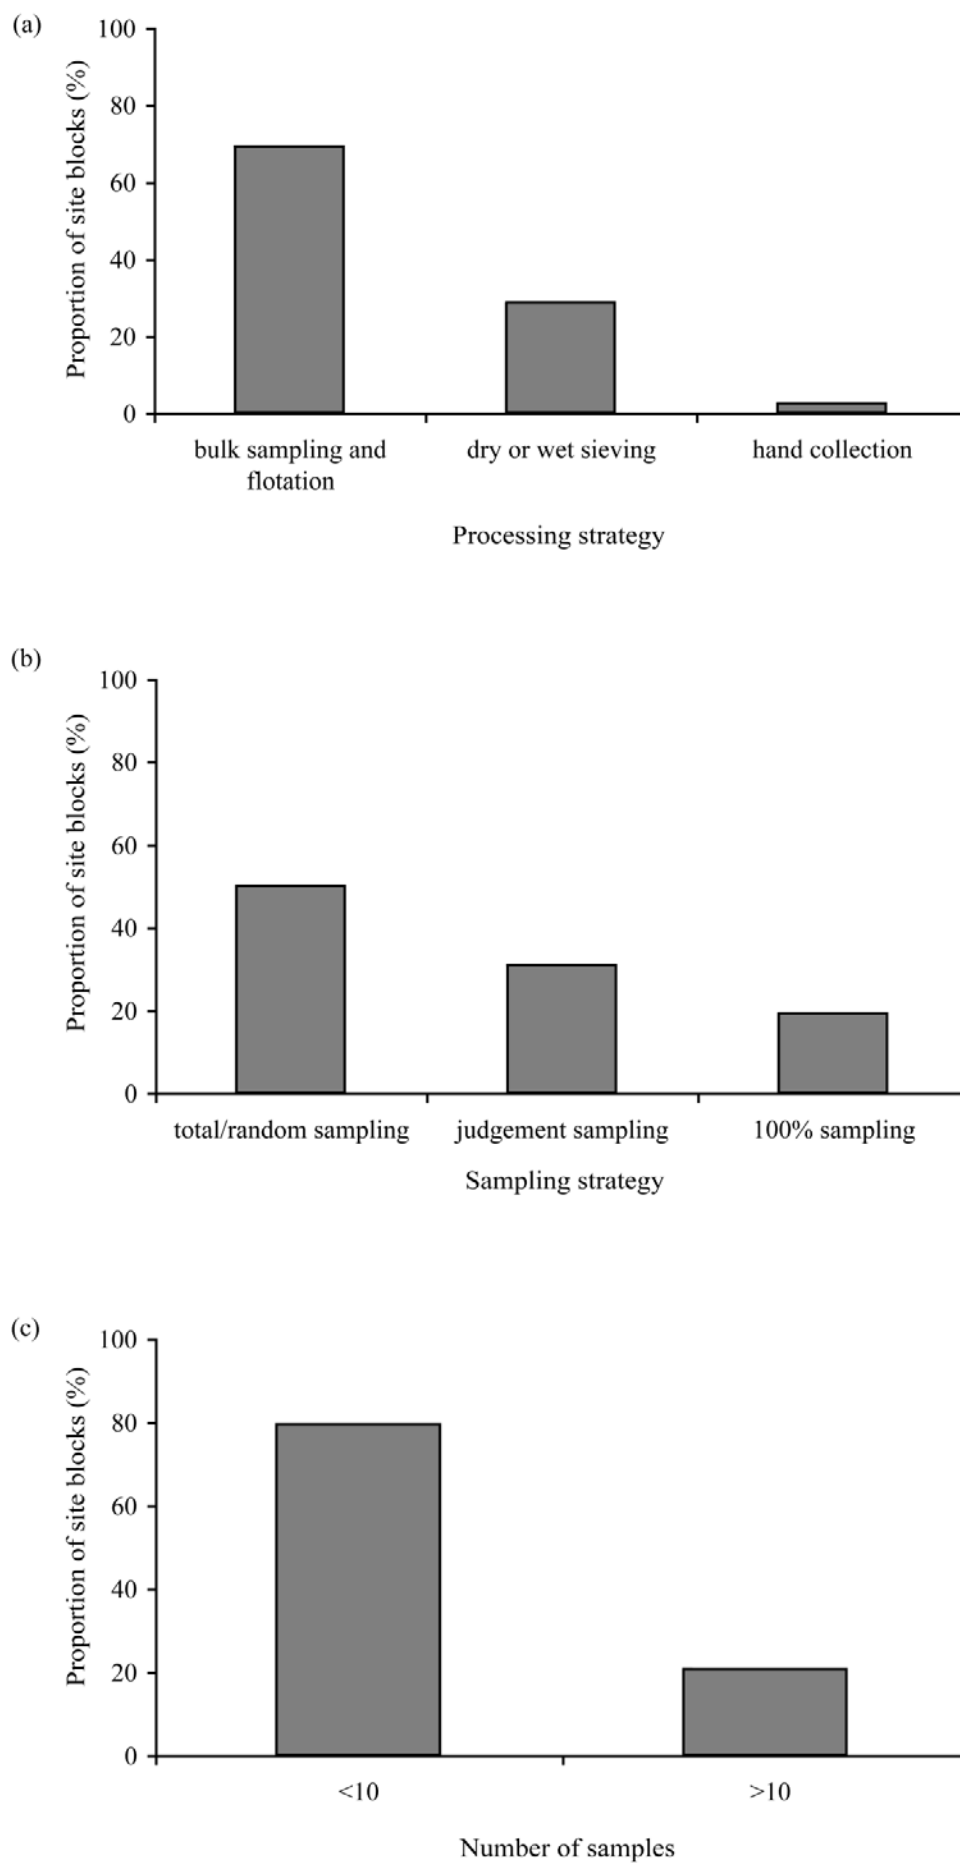 (a)
Proportion of site blocks (%)
100
80
60
40
20
0
bulk sampling and
flotation
dry or wet sieving
hand collection
Processing strategy
(b)
Proportion of site blocks (%)
100
80
60
40
20
0
total/random sampling
judgement sampling
100% sampling
Sampling strategy
(c)
Proportion of site blocks (%)
100
80
60
40
20
0
<10
>10
Number of samples